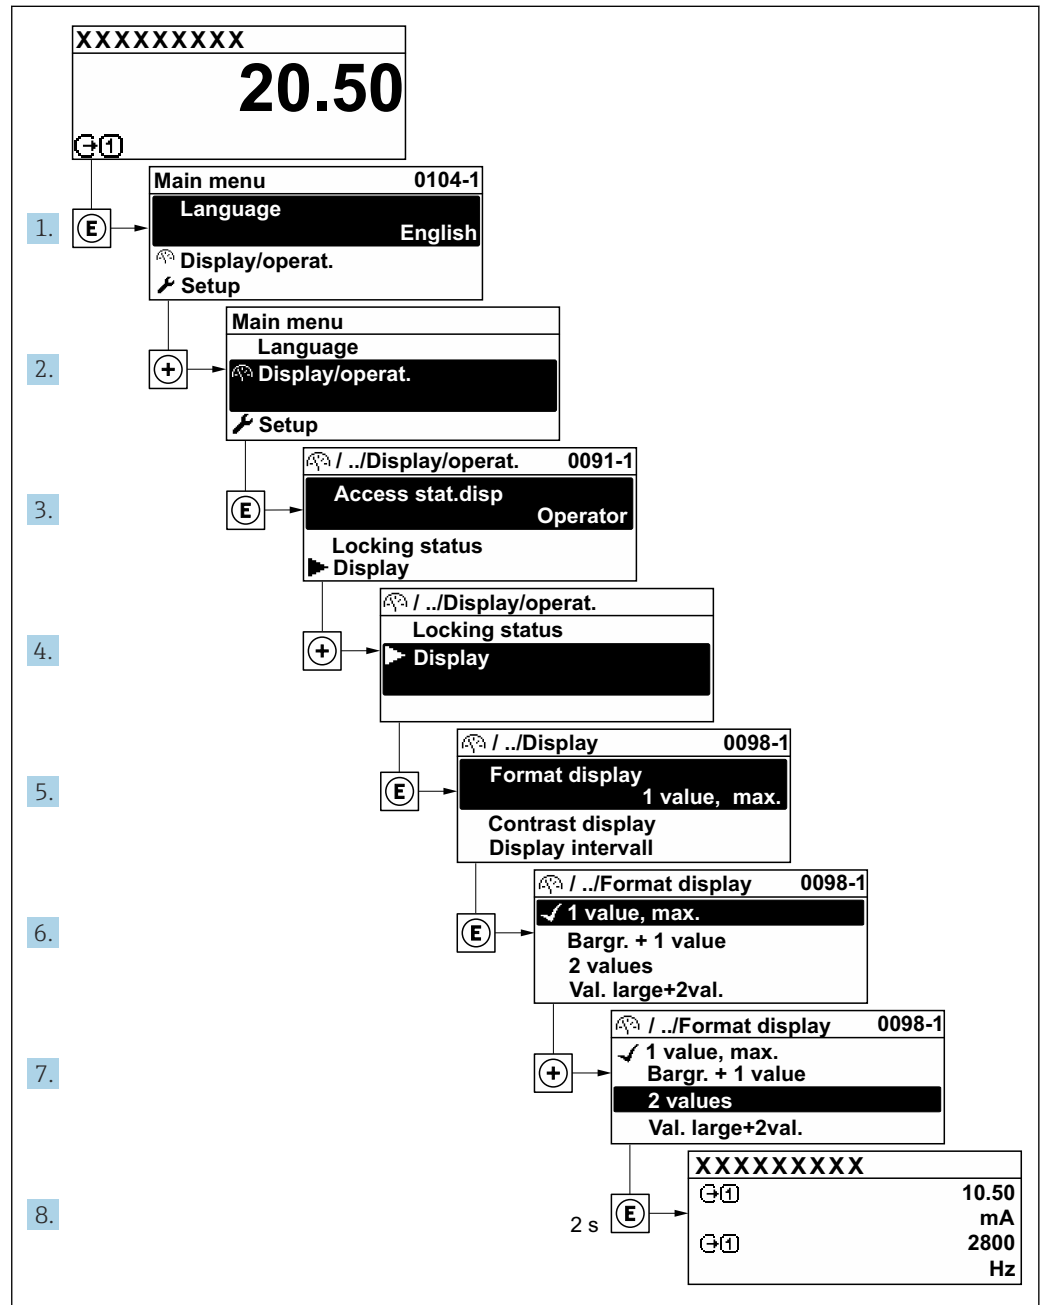 XXXXXXXXX
20.50
1
Main menu 0104-1
1. E Language
English
Display/operat.
Setup
Main menu
Language
2. + Display/operat.
Setup
/ ../Display/operat. 0091-1
3. E Access stat.disp
Operator
Locking status
Display
/ ../Display/operat.
Locking status
4. + Display
/ ../Display 0098-1
5. E Format display
1 value, max.
Contrast display
Display intervall
/ ../Format display 0098-1
6. E 1 value, max.
Bargr. + 1 value
2 values
Val. large+2val.
/ ../Format display 0098-1
7. + 1 value, max.
Bargr. + 1 value
2 values
Val. large+2val.
XXXXXXXXX
1 10.50
8. 2 s E mA
1 2800
Hz